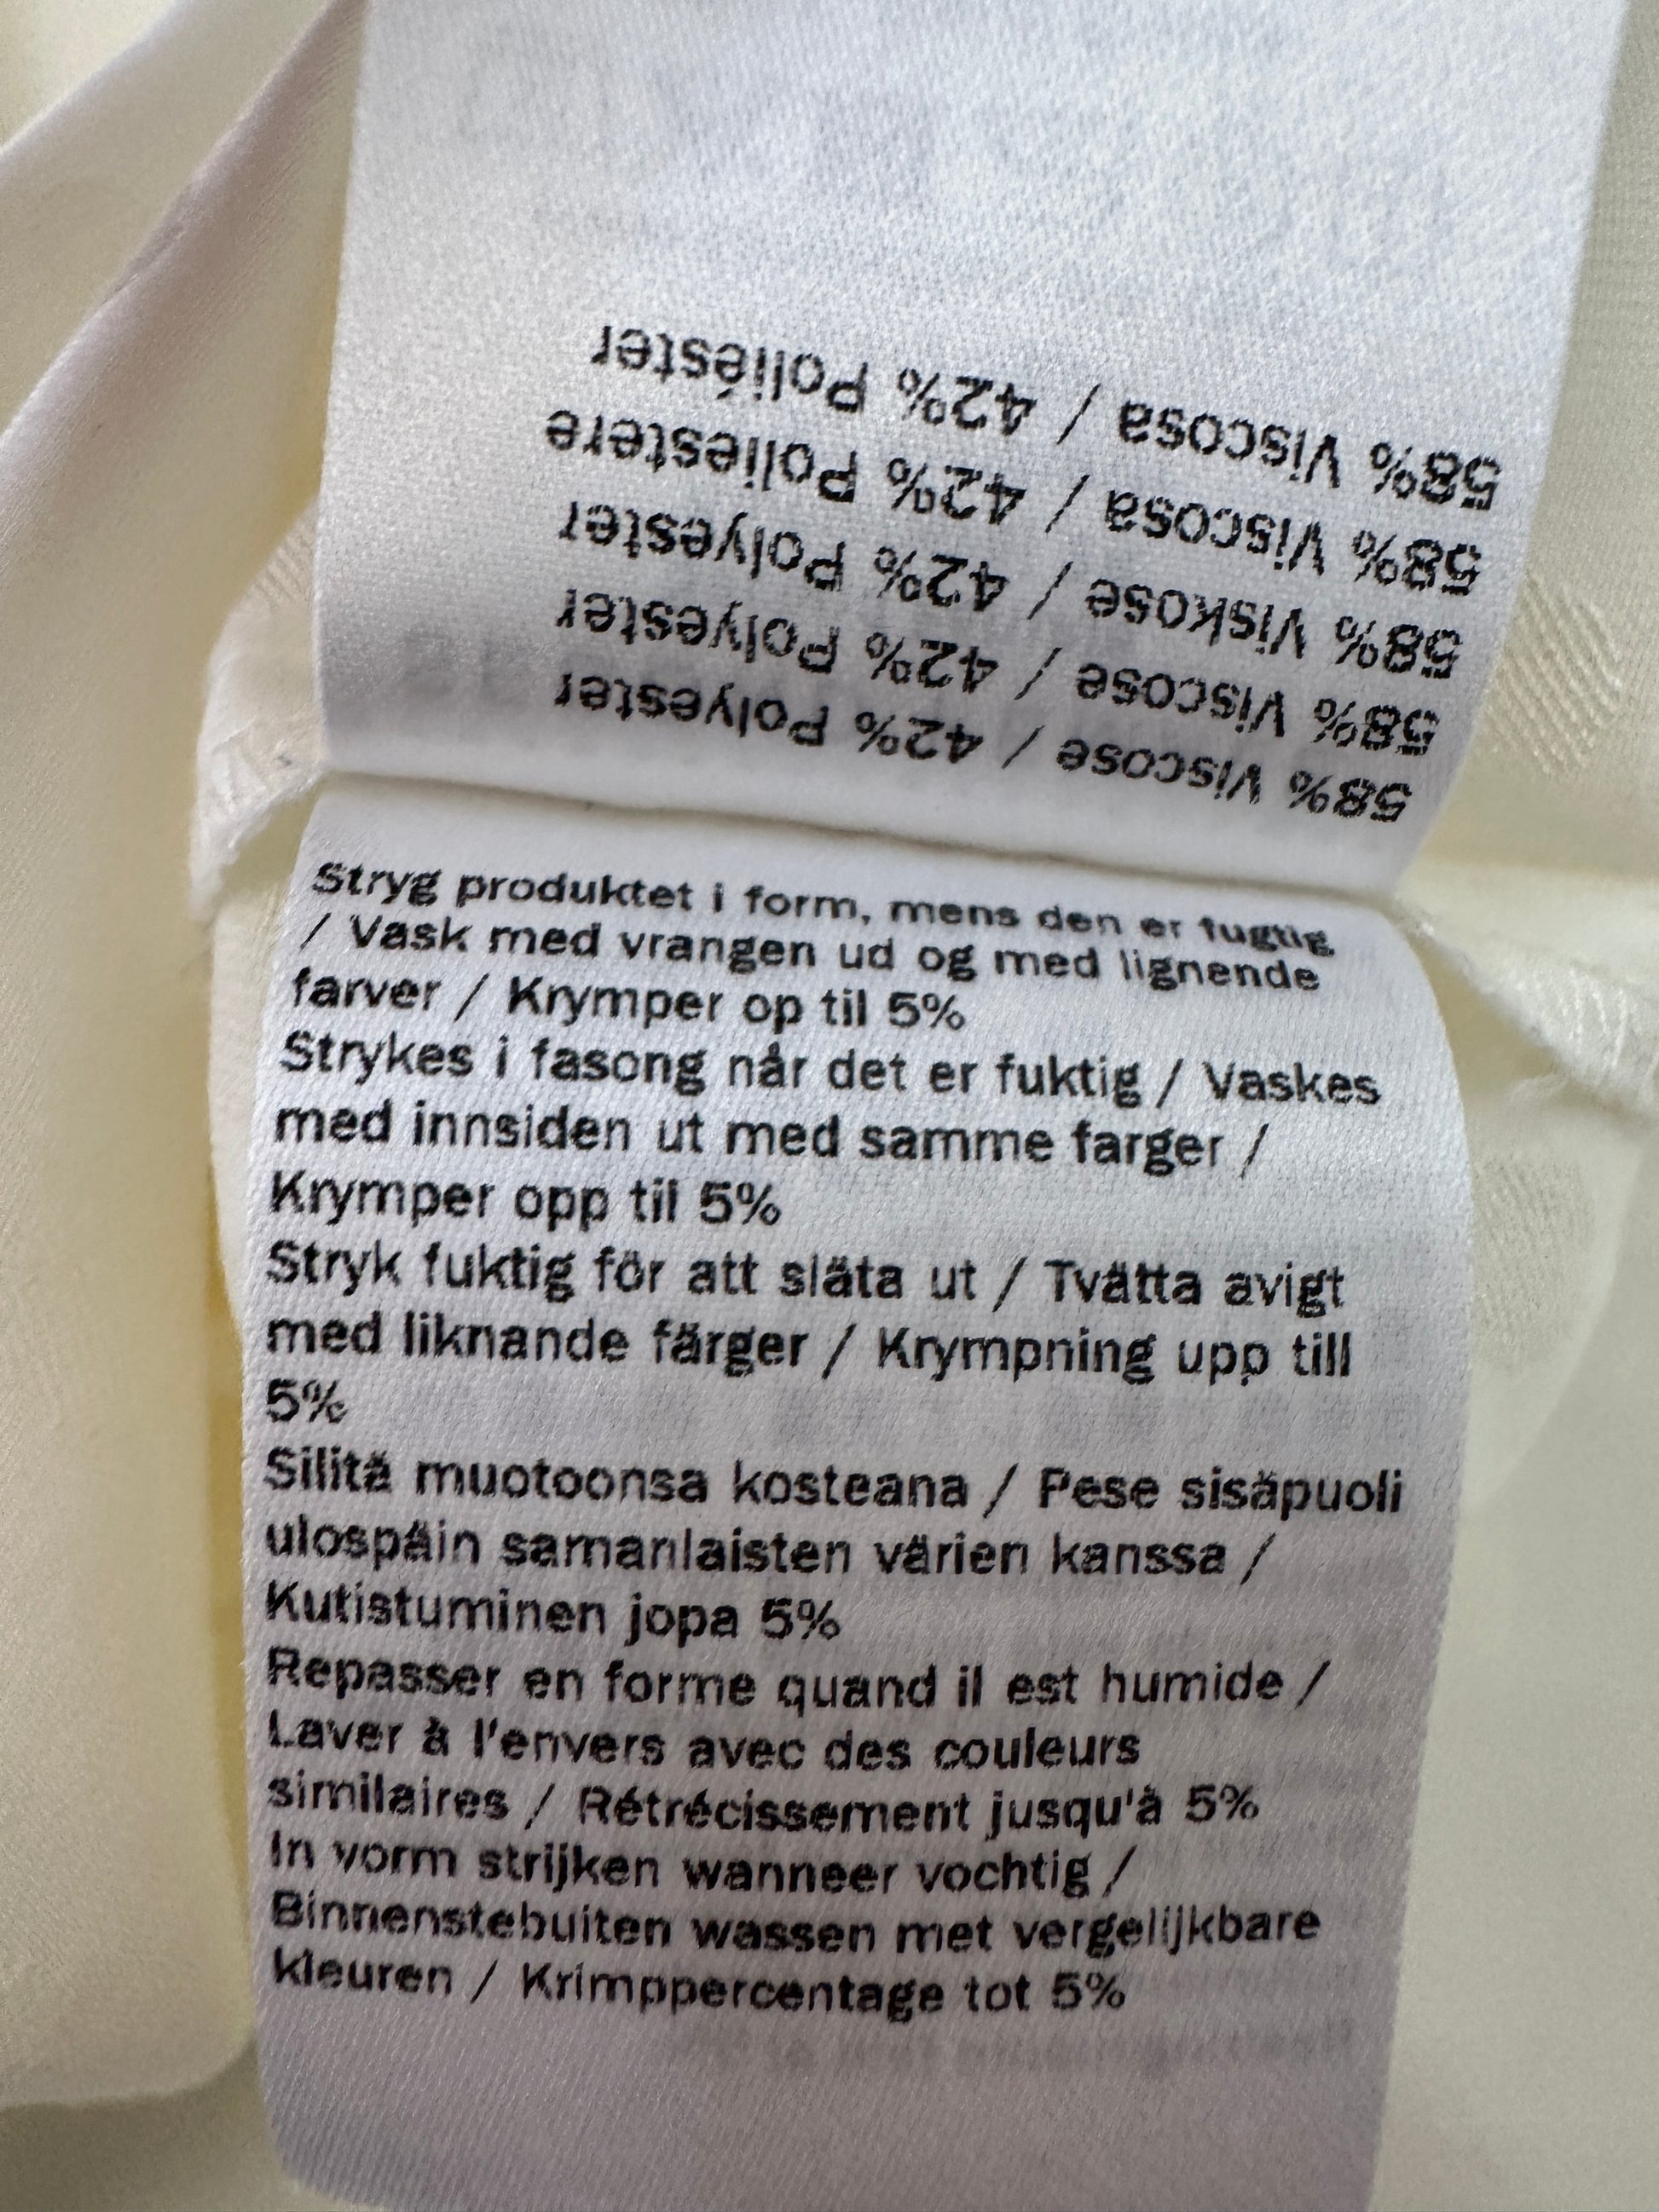 58% Viscose / 42% Polyester
58% Viscose / 42% Polyester
58% Viskose / 42% Polyester
58% Viscosa / 42% Poliestere
58% Viscosa / 42% Poliéster
Stryg produktet i form, mens den er fugtig
/ Vask med vrangen ud og med lignende
farver / Krymper op til 5%
Strykes i fasong når det er fuktig / Vaskes
med innsiden ut med samme farger /
Krymper opp til 5%
Stryk fuktig för att släta ut / Tvätta avigt
med liknande färger / Krympning upp till
5%
Silitä muotoonsa kosteana / Pese sisäpuoli
ulospäin samanlaisten värien kanssa /
Kutistuminen jopa 5%
Repasser en forme quand il est humide /
Laver à l'envers avec des couleurs
similaires / Rétrécissement jusqu'à 5%
In vorm strijken wanneer vochtig /
Binnenstebuiten wassen met vergelijkbare
kleuren / Krimppercentage tot 5%